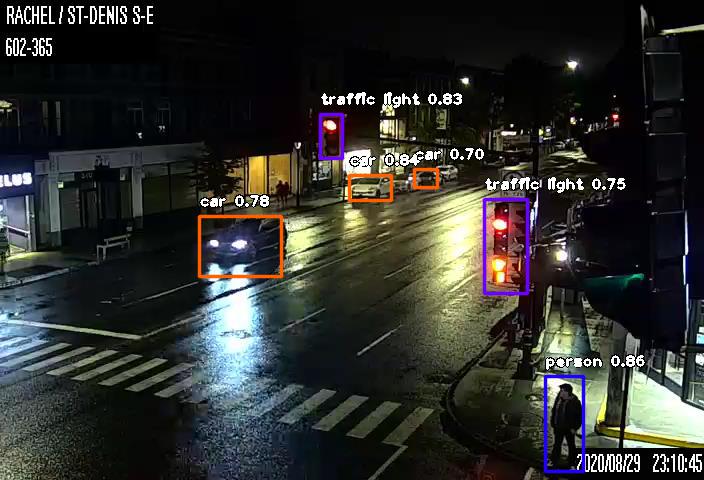 RACHEL / ST-DENIS S-E
602-365
traffic light 0.83
car 0.84
car 0.70
car 0.78
traffic light 0.75
ELUS
person 0.86
2020/08/29 23:10:45